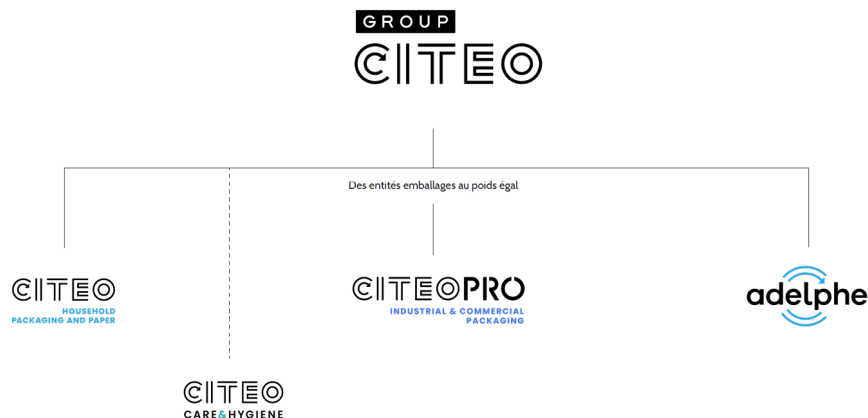 GROUP
CITEO
Des entités emballages au poids égal
CITEO
HOUSEHOLD
PACKAGING AND PAPER
CITEOPRO
INDUSTRIAL & COMMERCIAL
PACKAGING
adelphe
CITEO
CARE&HYGIENE